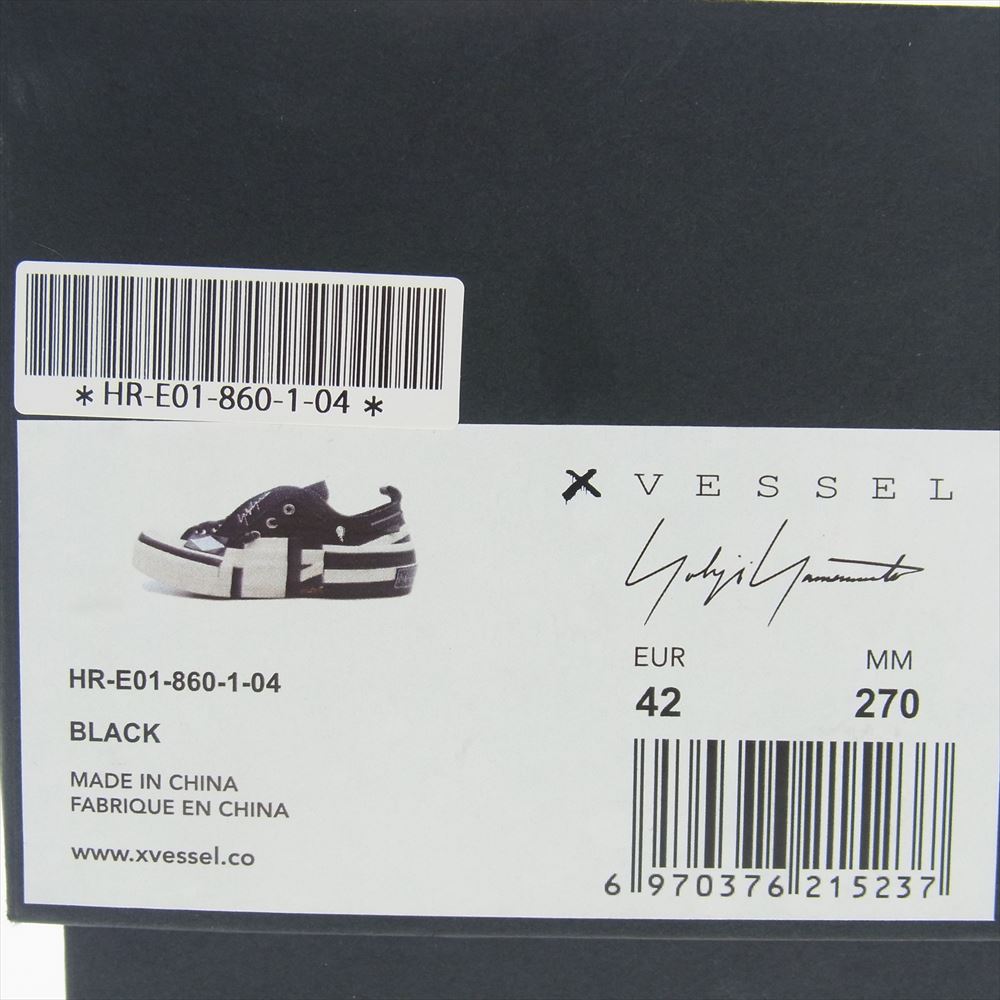 * HR-E01-860-1-04 *
X VESSEL
Yohji Yamamoto
EUR
42
MM
270
HR-E01-860-1-04
BLACK
MADE IN CHINA
FABRIQUE EN CHINA
www.xvessel.co
6 970376 215237